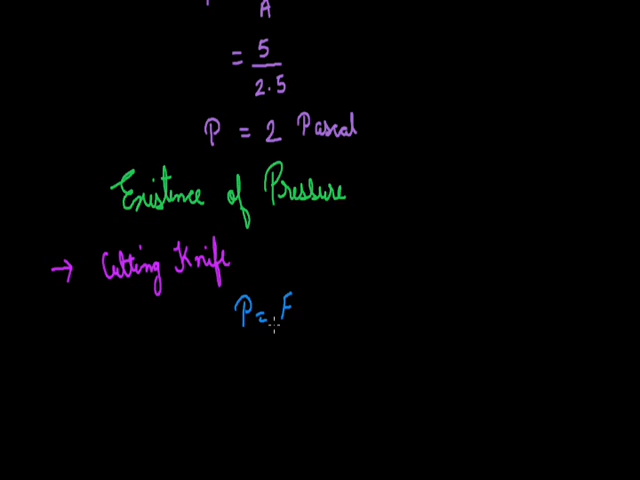 A
= 5
2.5
P = 2 Pascal
Existence of Pressure
→ Cutting Knife
P = F